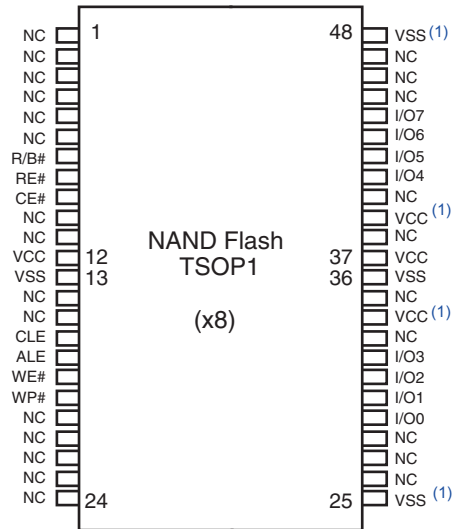 NC 1 48 VSS (1)
NC NC
NC NC
NC NC
NC I/O7
NC I/O6
R/B# I/O5
RE# I/O4
CE# NC
NC VCC (1)
NC NC
VCC 12 37 VCC
VSS 13 36 VSS
NAND Flash
TSOP1
(x8)
NC NC
NC VCC (1)
CLE NC
ALE I/O3
WE# I/O2
WP# I/O1
NC I/O0
NC NC
NC NC
NC NC
NC 24 25 VSS (1)